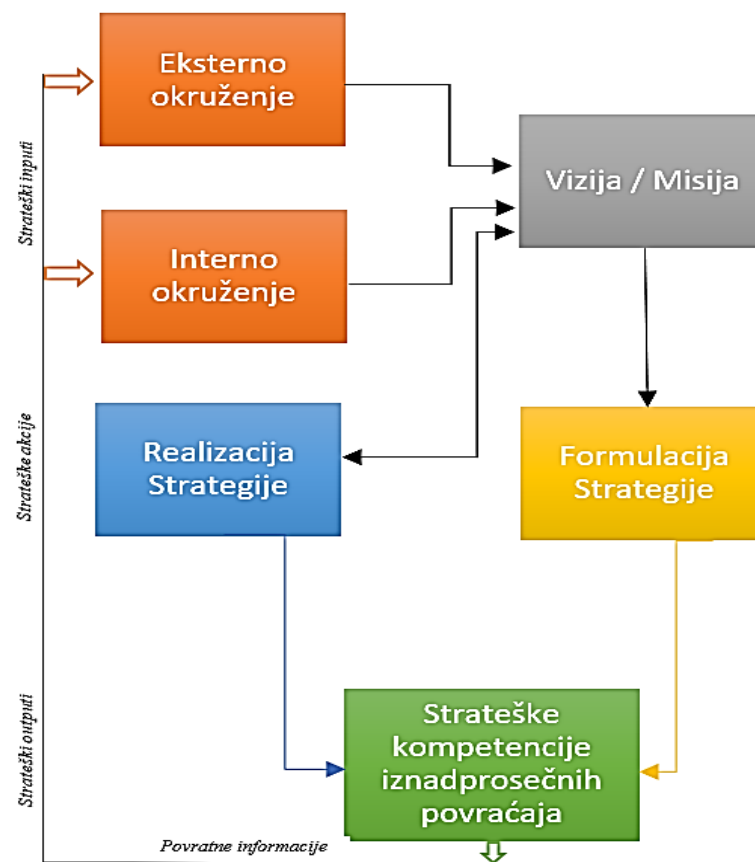 Eksterno
okruženje
Vizija / Misija
Interno
okruženje
Strateški inputi
Realizacija
Strategije
Formulacija
Strategije
Strateške akcije
Strateške
kompetencije
iznadprosečnih
povraćaja
Strateški outputi
Povratne informacije